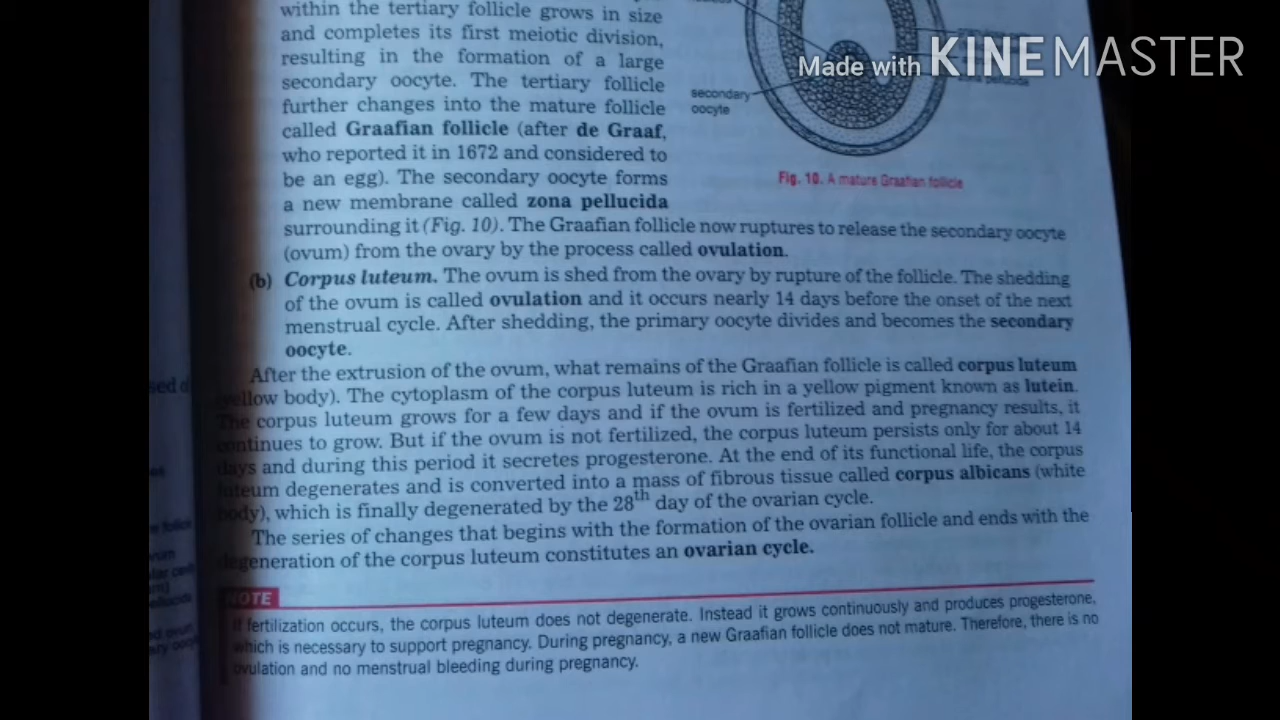 within the tertiary follicle grows in size
and completes its first meiotic division,
resulting in the formation of a large
secondary oocyte. The tertiary follicle
further changes into the mature follicle
called Graafian follicle (after de Graaf,
who reported it in 1672 and considered to
be an egg). The secondary oocyte forms
a new membrane called zona pellucida
surrounding it (Fig. 10). The Graafian follicle now ruptures to release the secondary oocyte
(ovum) from the ovary by the process called ovulation.
Made with KINEMASTER
secondary
oocyte
Fig. 10. A mature Graafian follicle
(b) Corpus luteum. The ovum is shed from the ovary by rupture of the follicle. The shedding
of the ovum is called ovulation and it occurs nearly 14 days before the onset of the next
menstrual cycle. After shedding, the primary oocyte divides and becomes the secondary
oocyte.
After the extrusion of the ovum, what remains of the Graafian follicle is called corpus luteum
yellow body). The cytoplasm of the corpus luteum is rich in a yellow pigment known as lutein.
The corpus luteum grows for a few days and if the ovum is fertilized and pregnancy results, it
continues to grow. But if the ovum is not fertilized, the corpus luteum persists only for about 14
days and during this period it secretes progesterone. At the end of its functional life, the corpus
luteum degenerates and is converted into a mass of fibrous tissue called corpus albicans (white
body), which is finally degenerated by the 28th day of the ovarian cycle.
The series of changes that begins with the formation of the ovarian follicle and ends with the
degeneration of the corpus luteum constitutes an ovarian cycle.
NOTE
If fertilization occurs, the corpus luteum does not degenerate. Instead it grows continuously and produces progesterone,
which is necessary to support pregnancy. During pregnancy, a new Graafian follicle does not mature. Therefore, there is no
ovulation and no menstrual bleeding during pregnancy.